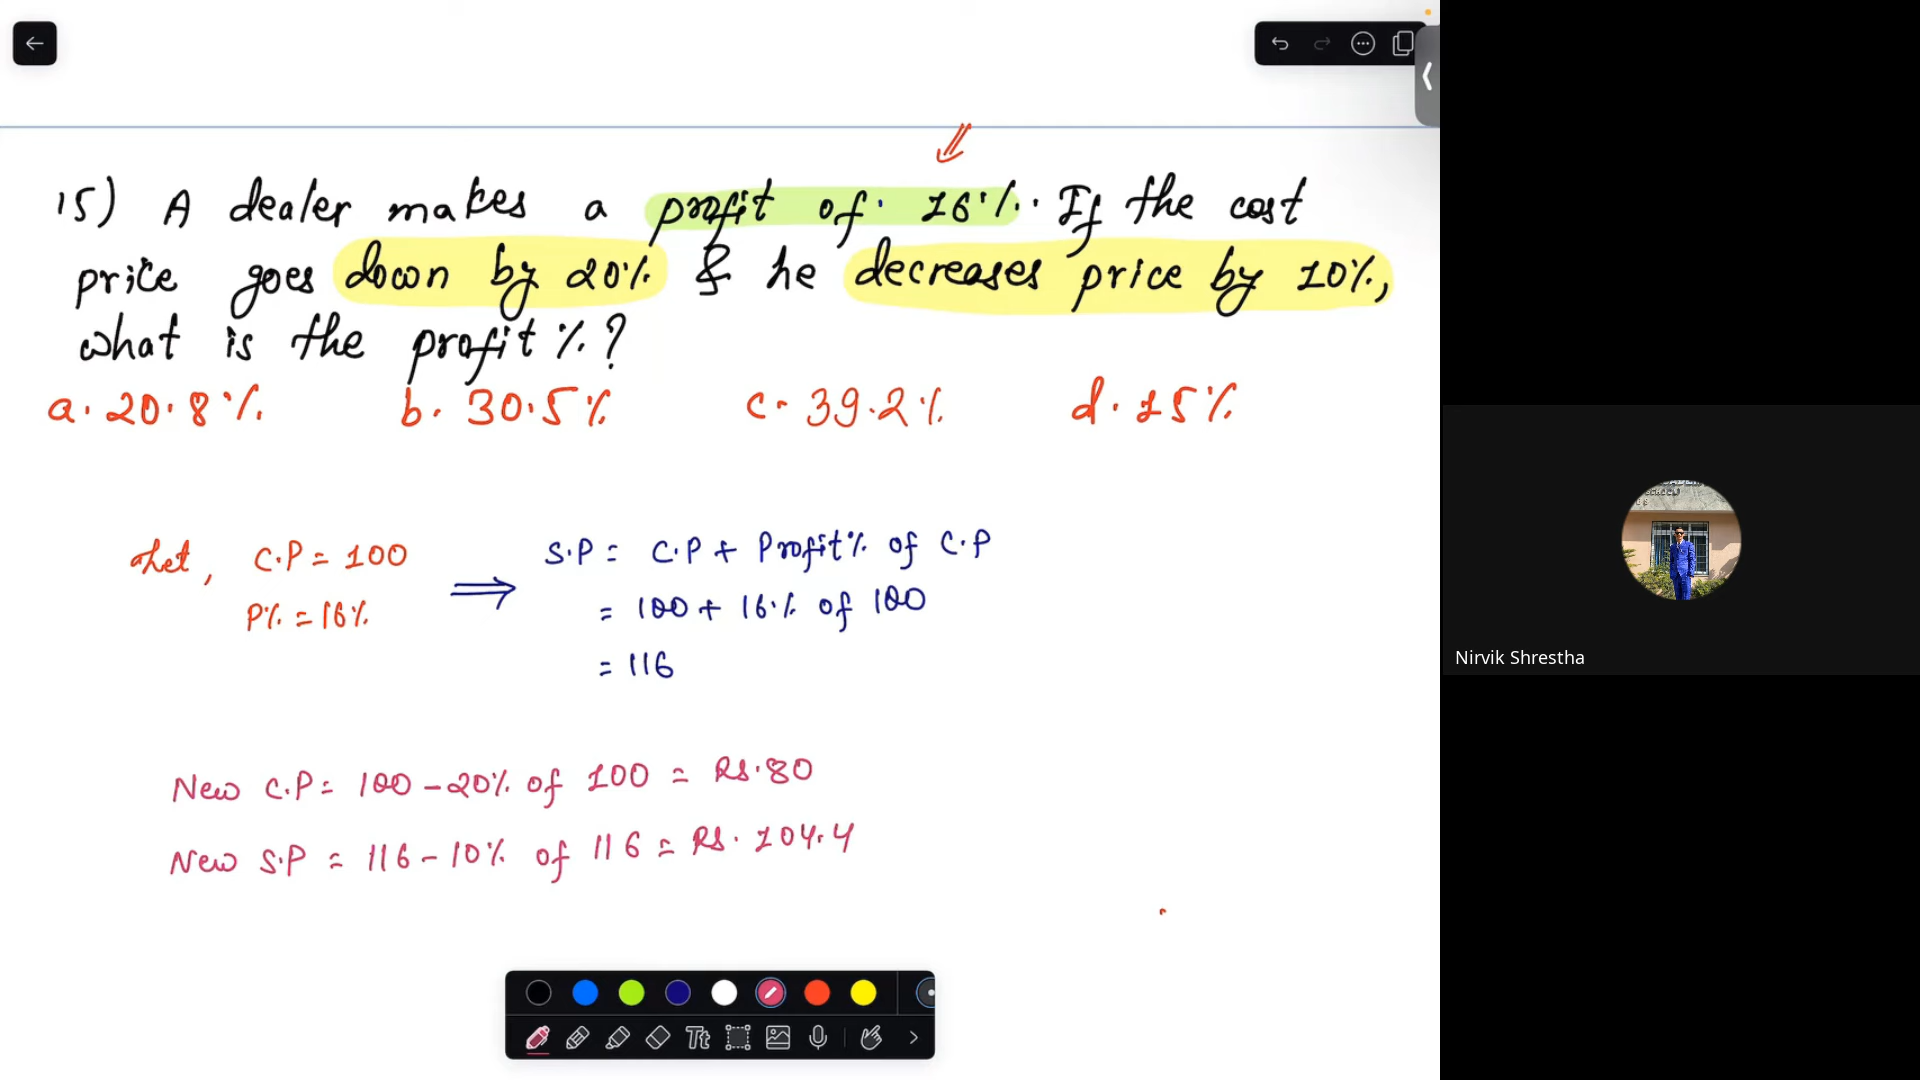 15) A dealer makes a profit of 16%. If the cost
price goes down by 20% & he decreases price by 10%,
what is the profit %?
a. 20.8% b. 30.5% c. 39.2% d. 15%
Let, C.P = 100
P% = 16%
⇒
S.P = C.P + Profit% of C.P
= 100 + 16% of 100
= 116
New C.P = 100 - 20% of 100 = Rs. 80
New S.P = 116 - 10% of 116 = Rs. 104.4
Tt
Nirvik Shrestha